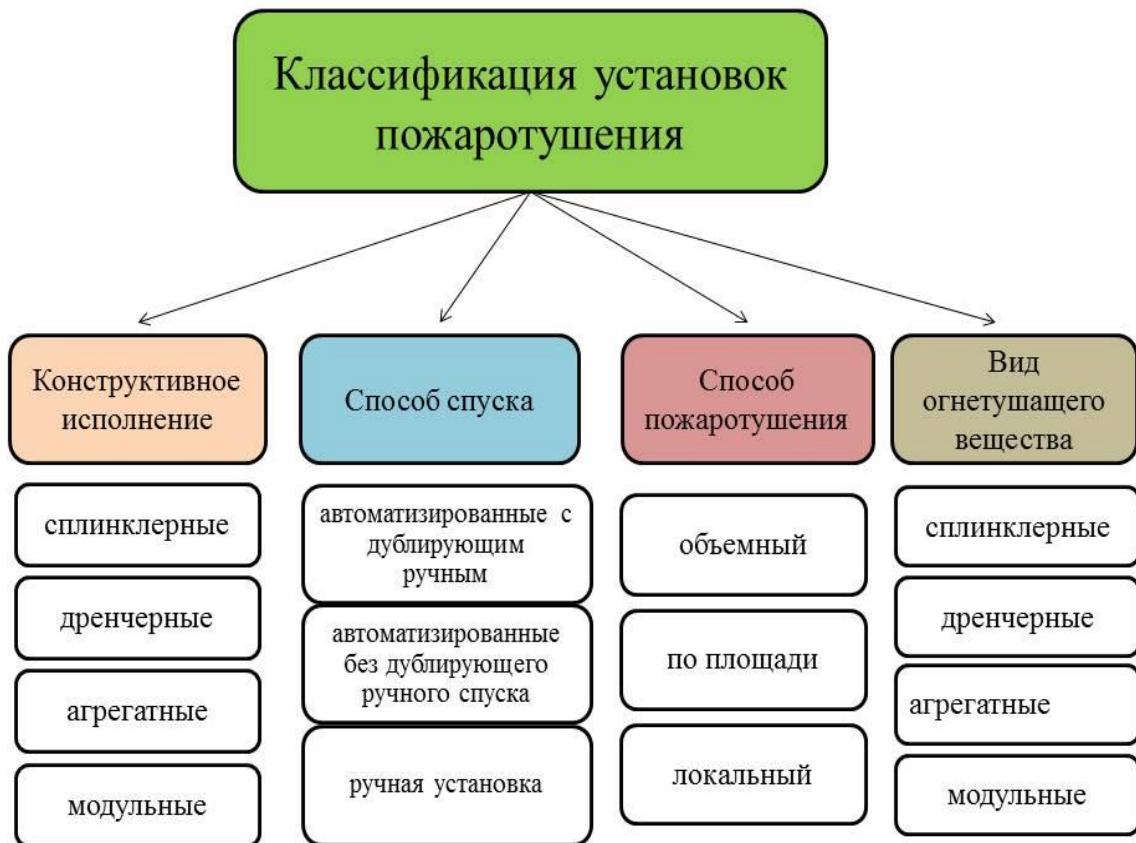 Классификация установок
пожаротушения
Конструктивное
исполнение
Способ спуска
Способ
пожаротушения
Вид
огнетушащего
вещества
сплинклерные
дренчерные
агрегатные
модульные
автоматизированные с
дублирующим
ручным
автоматизированные
без дублирующего
ручного спуска
ручная установка
объемный
по площади
локальный
сплинклерные
дренчерные
агрегатные
модульные